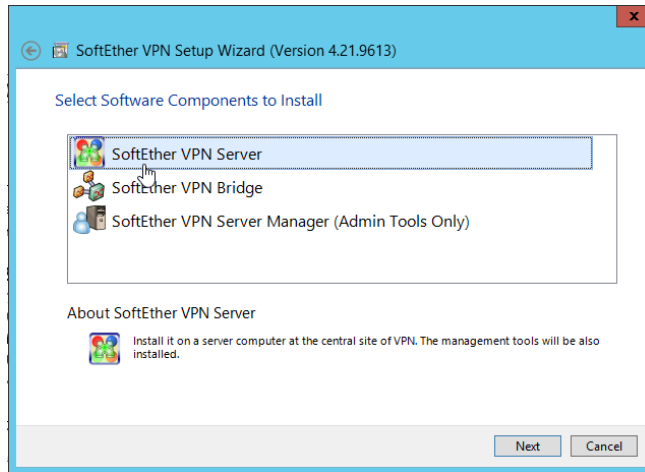 x
SoftEther VPN Setup Wizard (Version 4.21.9613)
Select Software Components to Install
SoftEther VPN Server
SoftEther VPN Bridge
SoftEther VPN Server Manager (Admin Tools Only)
About SoftEther VPN Server
Install it on a server computer at the central site of VPN. The management tools will be also
installed.
Next Cancel